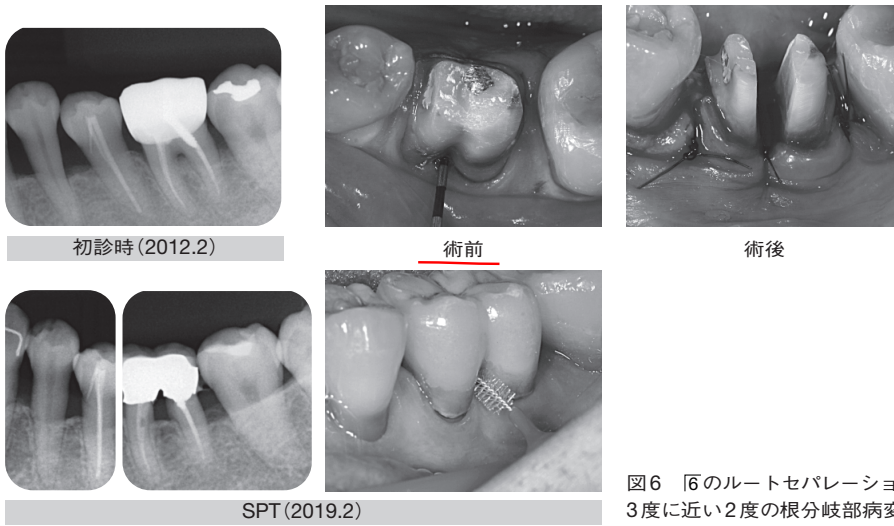 初診時（2012.2）
術前
術後
SPT（2019.2）
図6　6のルートセパレーショ
3度に近い2度の根分岐部病変